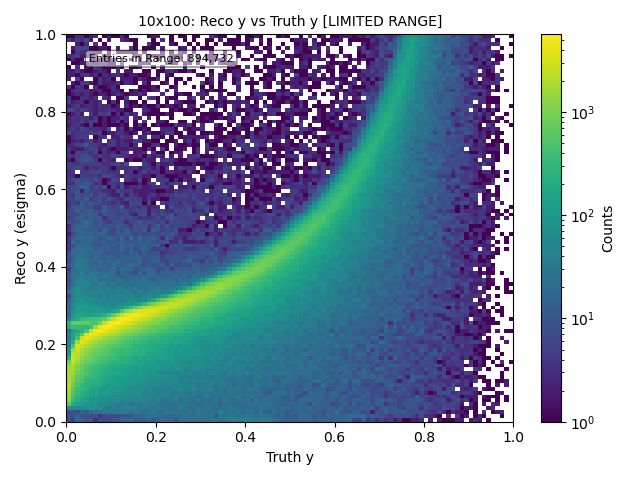 10x100: Reco y vs Truth y [LIMITED RANGE]
Entries in Range: 894,732
Reco y (esigma)
1.0
0.8
0.6
0.4
0.2
0.0
0.0 0.2 0.4 0.6 0.8 1.0
Truth y
10³
10²
10¹
10⁰
Counts